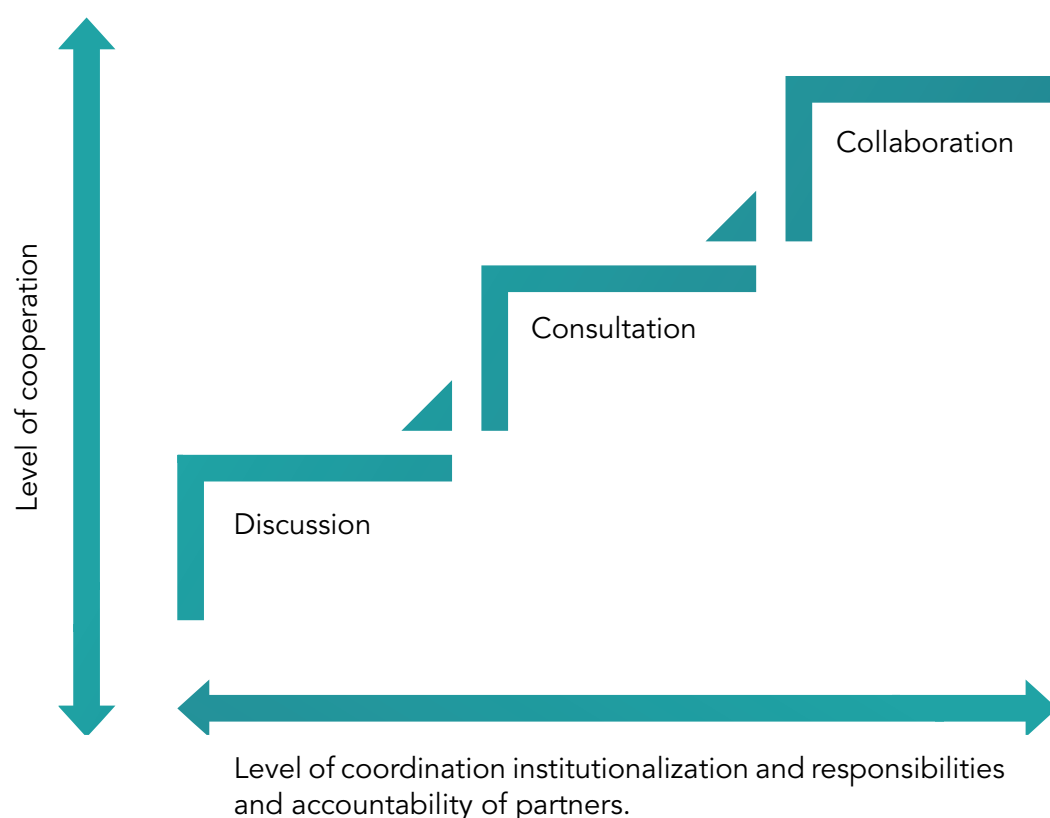 Collaboration
Consultation
Level of cooperation
Discussion
Level of coordination institutionalization and responsibilities
and accountability of partners.